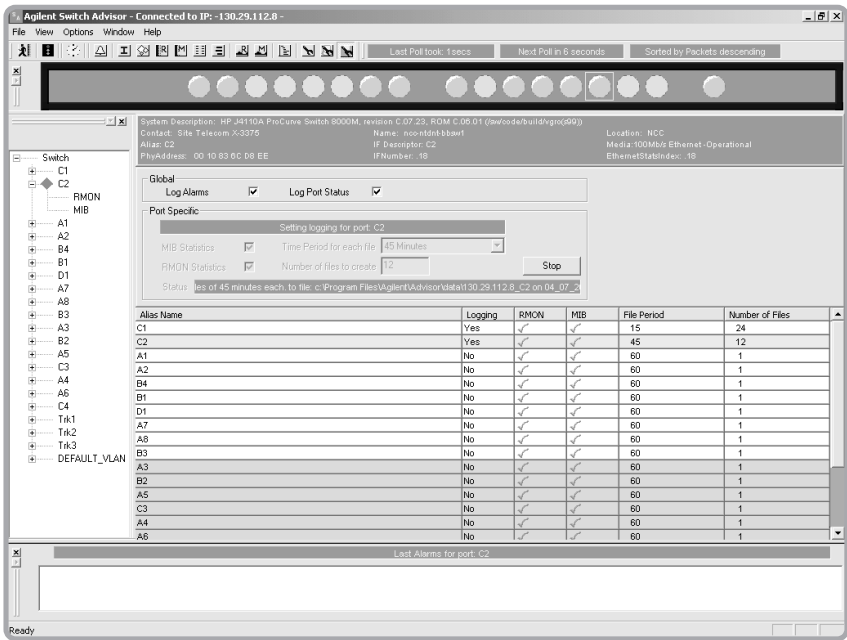 Agilent Switch Advisor - Connected to IP: -130.29.112.8 -
File View Options Window Help
Last Poll took: 1secs
Next Poll in 6 seconds
Sorted by Packets descending
System Description: HP J4110A ProCurve Switch 8000M, revision C.07.23, ROM C.06.01 (/sw/code/build/vgro(s99))
Contact: Site Telecom X-3375 Name: nco-ntdnt-bbsw1 Location: NCC
Alias: C2 IF Descriptor: C2 Media:100Mb/s Ethernet -Operational
PhyAddress: 00 10 83 6C D8 EE IFNumber: .18 EthernetStatsIndex: .18
Switch
C1
C2
RMON
MIB
A1
A2
B4
B1
D1
A7
A8
B3
A3
B2
A5
C3
A4
A6
C4
Trk1
Trk2
Trk3
DEFAULT_VLAN
Global
Log Alarms Log Port Status
Port Specific
Setting logging for port: C2
MIB Statistics Time Period for each file 45 Minutes
RMON Statistics Number of files to create 12 Stop
Status les of 45 minutes each. to file: c:\Program Files\Agilent\Advisor\data\130.29.112.8_C2 on 04_07_2
Alias Name Logging RMON MIB File Period Number of Files
C1 Yes 15 24
C2 Yes 45 12
A1 No 60 1
A2 No 60 1
B4 No 60 1
B1 No 60 1
D1 No 60 1
A7 No 60 1
A8 No 60 1
B3 No 60 1
A3 No 60 1
B2 No 60 1
A5 No 60 1
C3 No 60 1
A4 No 60 1
A6 No 60 1
Last Alarms for port: C2
Ready